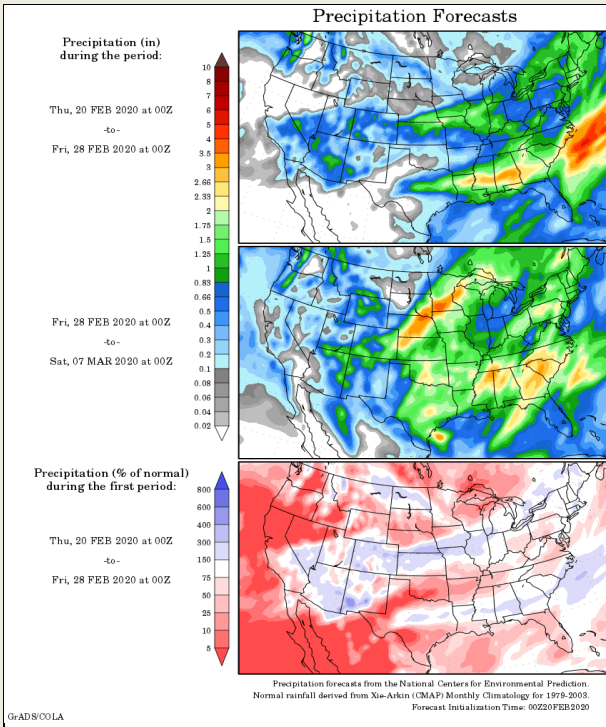 Precipitation Forecasts
Precipitation (in)
during the period:
Thu, 20 FEB 2020 at 00Z
-to-
Fri, 28 FEB 2020 at 00Z
10
8
7
6
5
4
3.5
3
2.66
2.33
2
1.75
1.5
1.25
1
0.83
0.66
0.5
0.4
0.3
0.2
0.1
0.08
0.06
0.04
0.02
Fri, 28 FEB 2020 at 00Z
-to-
Sat, 07 MAR 2020 at 00Z
Precipitation (% of normal)
during the first period:
Thu, 20 FEB 2020 at 00Z
-to-
Fri, 28 FEB 2020 at 00Z
800
600
400
300
150
75
50
25
10
5
Precipitation forecasts from the National Centers for Environmental Prediction.
Normal rainfall derived from Xie-Arkin (CMAP) Monthly Climatology for 1979-2003.
Forecast Initialization Time: 00Z20FEB2020
GrADS/COLA